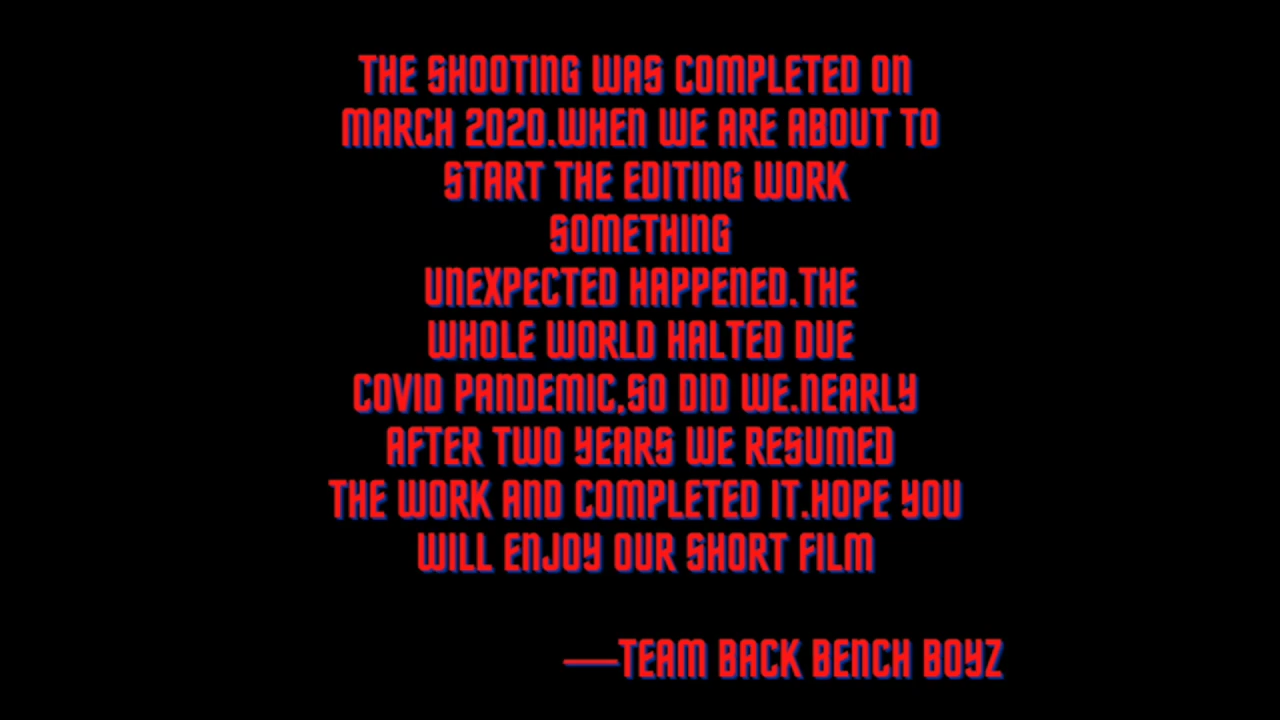 THE SHOOTING WAS COMPLETED ON
MARCH 2020.WHEN WE ARE ABOUT TO
START THE EDITING WORK
SOMETHING
UNEXPECTED HAPPENED.THE
WHOLE WORLD HALTED DUE
COVID PANDEMIC,SO DID WE.NEARLY
AFTER TWO YEARS WE RESUMED
THE WORK AND COMPLETED IT.HOPE YOU
WILL ENJOY OUR SHORT FILM
—TEAM BACK BENCH BOYZ